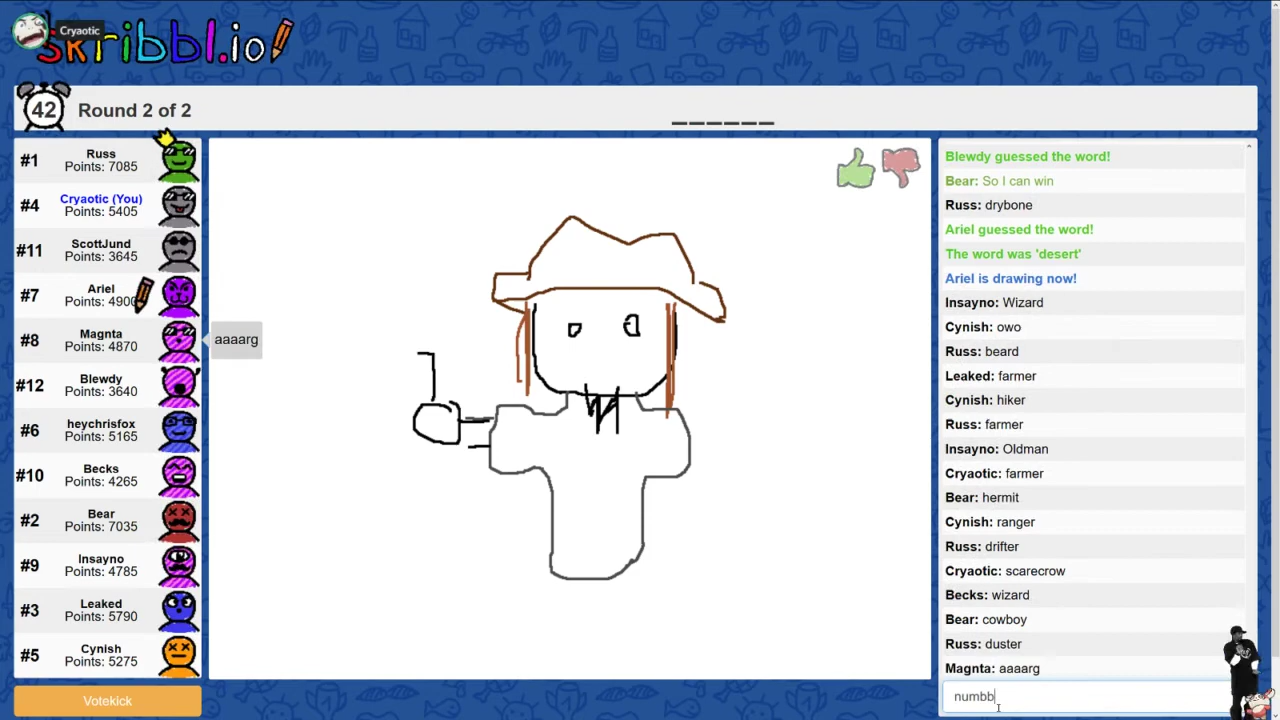 Cryaotic
skribbl.io
42
Round 2 of 2
______
#1 Russ
Points: 7085
#4 Cryaotic (You)
Points: 5405
#11 ScottJund
Points: 3645
#7 Ariel
Points: 4900
#8 Magnta
Points: 4870
aaaarg
#12 Blewdy
Points: 3640
#6 heychrisfox
Points: 5165
#10 Becks
Points: 4265
#2 Bear
Points: 7035
#9 Insayno
Points: 4785
#3 Leaked
Points: 5790
#5 Cynish
Points: 5275
Votekick
Blewdy guessed the word!
Bear: So I can win
Russ: drybone
Ariel guessed the word!
The word was 'desert'
Ariel is drawing now!
Insayno: Wizard
Cynish: owo
Russ: beard
Leaked: farmer
Cynish: hiker
Russ: farmer
Insayno: Oldman
Cryaotic: farmer
Bear: hermit
Cynish: ranger
Russ: drifter
Cryaotic: scarecrow
Becks: wizard
Bear: cowboy
Russ: duster
Magnta: aaaarg
numbb